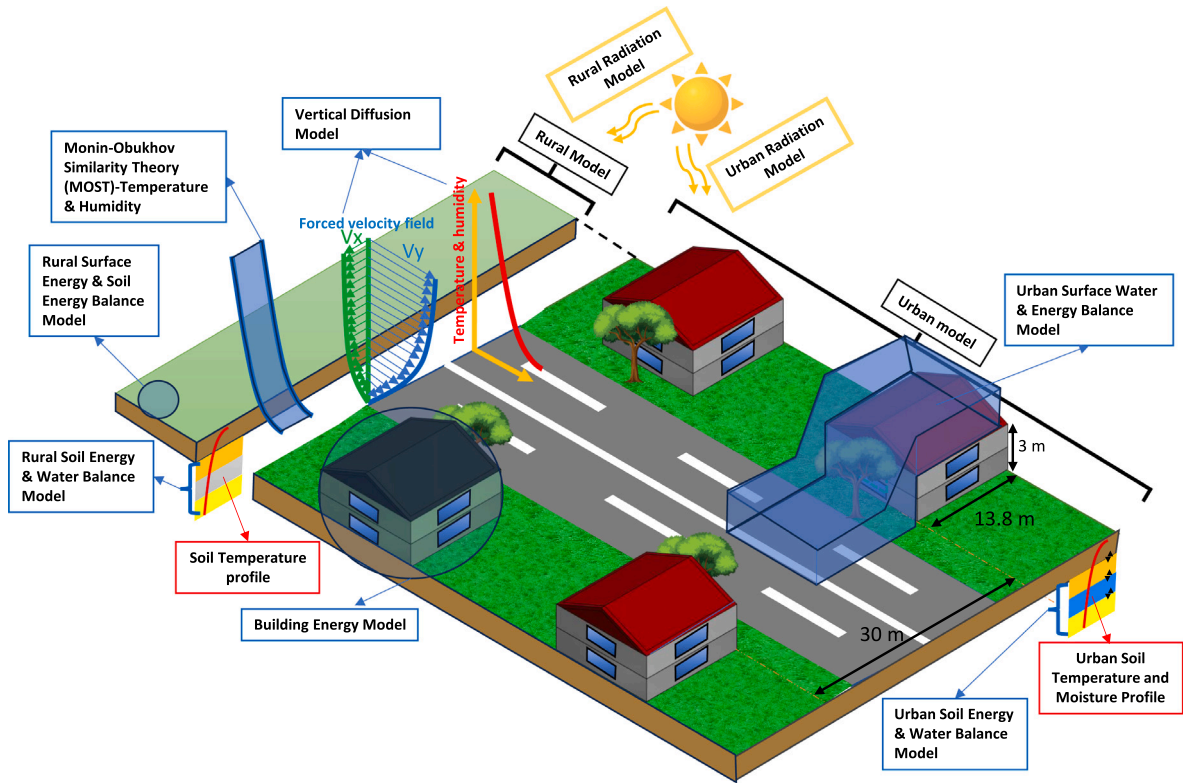 Rural Radiation
Model
Urban Radiation
Model
Rural Model
Vertical Diffusion
Model
Monin-Obukhov
Similarity Theory
(MOST)-Temperature
& Humidity
Forced velocity field
Vx
Vy
Temperature & humidity
Rural Surface
Energy & Soil
Energy Balance
Model
Urban model
Urban Surface Water
& Energy Balance
Model
3 m
13.8 m
30 m
Rural Soil Energy
& Water Balance
Model
Soil Temperature
profile
Building Energy Model
Urban Soil Energy
& Water Balance
Model
Urban Soil
Temperature and
Moisture Profile